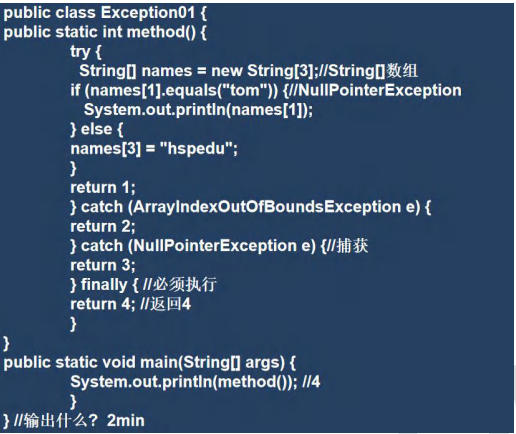 public class Exception01 {
public static int method() {
try {
String[] names = new String[3];//String[]数组
if (names[1].equals("tom")) {//NullPointerException
System.out.println(names[1]);
} else {
names[3] = "hspedu";
}
return 1;
} catch (ArrayIndexOutOfBoundsException e) {
return 2;
} catch (NullPointerException e) {//捕获
return 3;
} finally { //必须执行
return 4; //返回4
}
}
public static void main(String[] args) {
System.out.println(method()); //4
}
} //输出什么? 2min